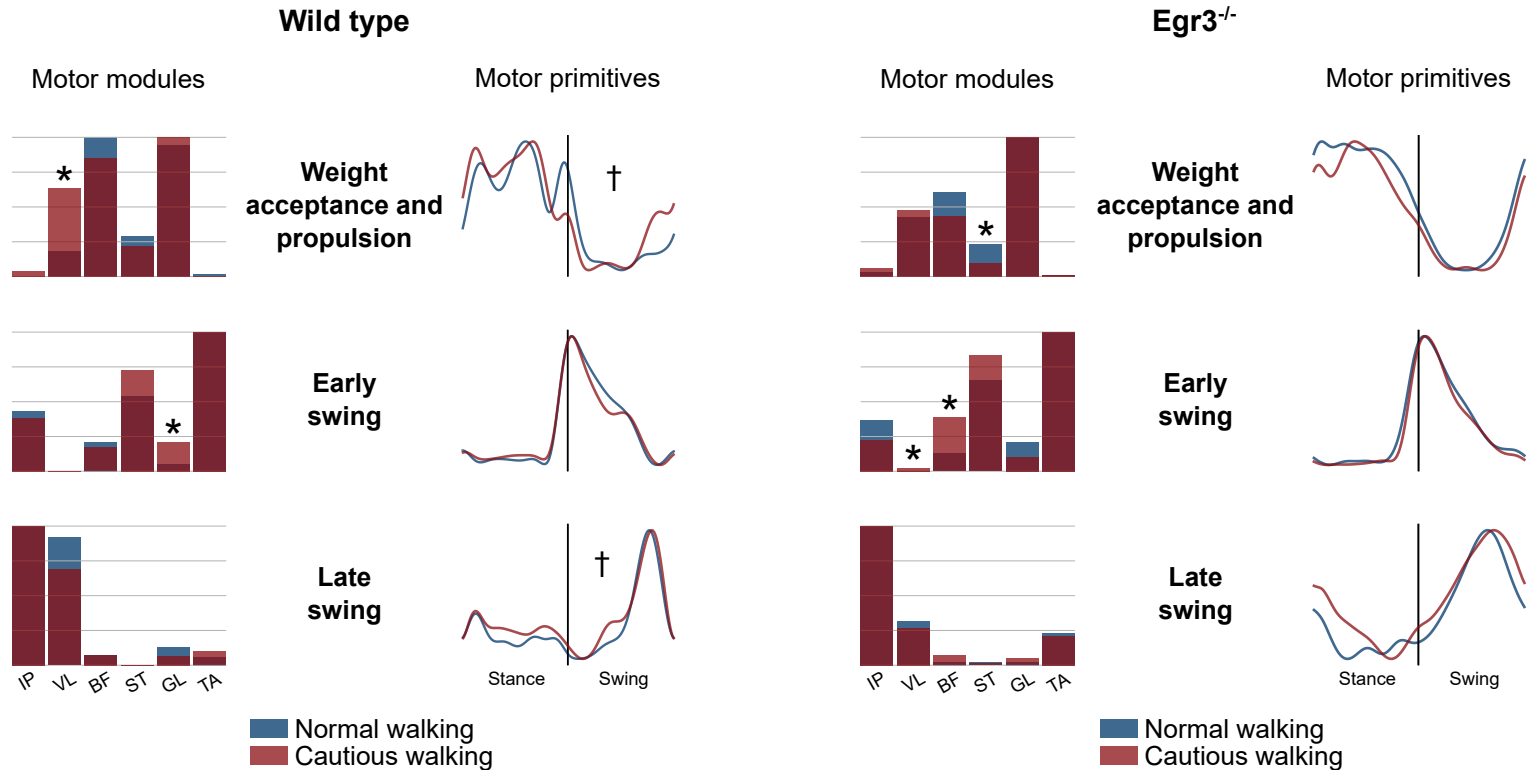 Wild type
Egr3-/-
Motor modules
Motor primitives
Motor modules
Motor primitives
*
Weight
acceptance and
propulsion
†
*
Weight
acceptance and
propulsion
*
Early
swing
*
*
Early
swing
Late
swing
†
Late
swing
IP VL BF ST GL TA
Stance Swing
IP VL BF ST GL TA
Stance Swing
Normal walking
Cautious walking
Normal walking
Cautious walking